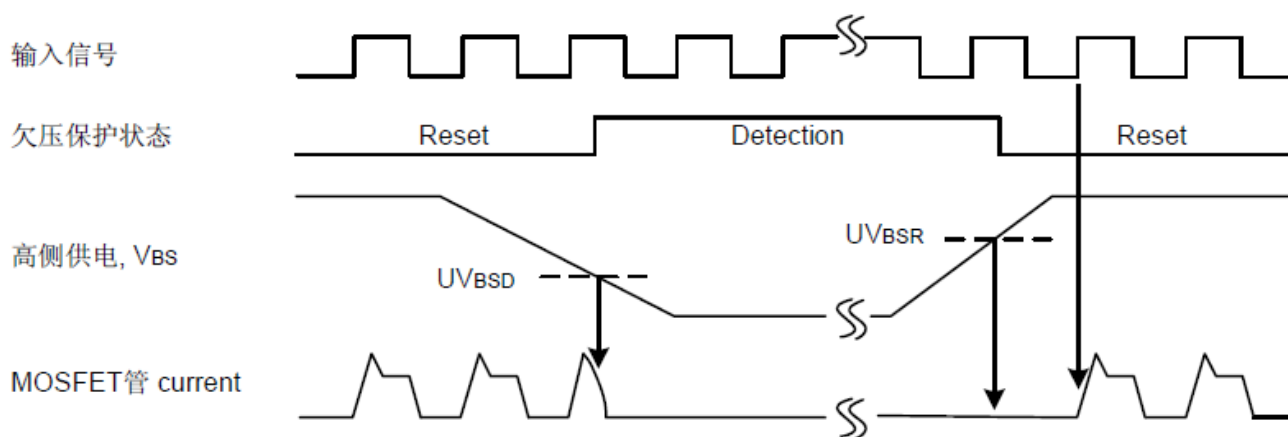 输入信号
欠压保护状态
Reset
Detection
Reset
高侧供电, VBS
UVBSD
UVBSR
MOSFET管 current